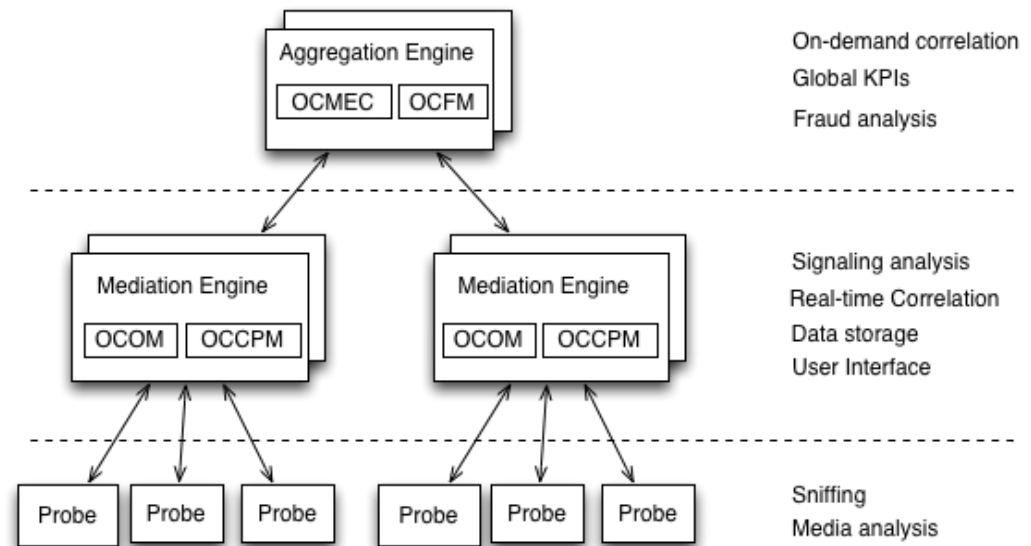 Aggregation Engine
OCMEC OCFM
On-demand correlation
Global KPIs
Fraud analysis
Mediation Engine
OCOM OCCPM
Mediation Engine
OCOM OCCPM
Signaling analysis
Real-time Correlation
Data storage
User Interface
Probe Probe Probe Probe Probe Probe
Sniffing
Media analysis